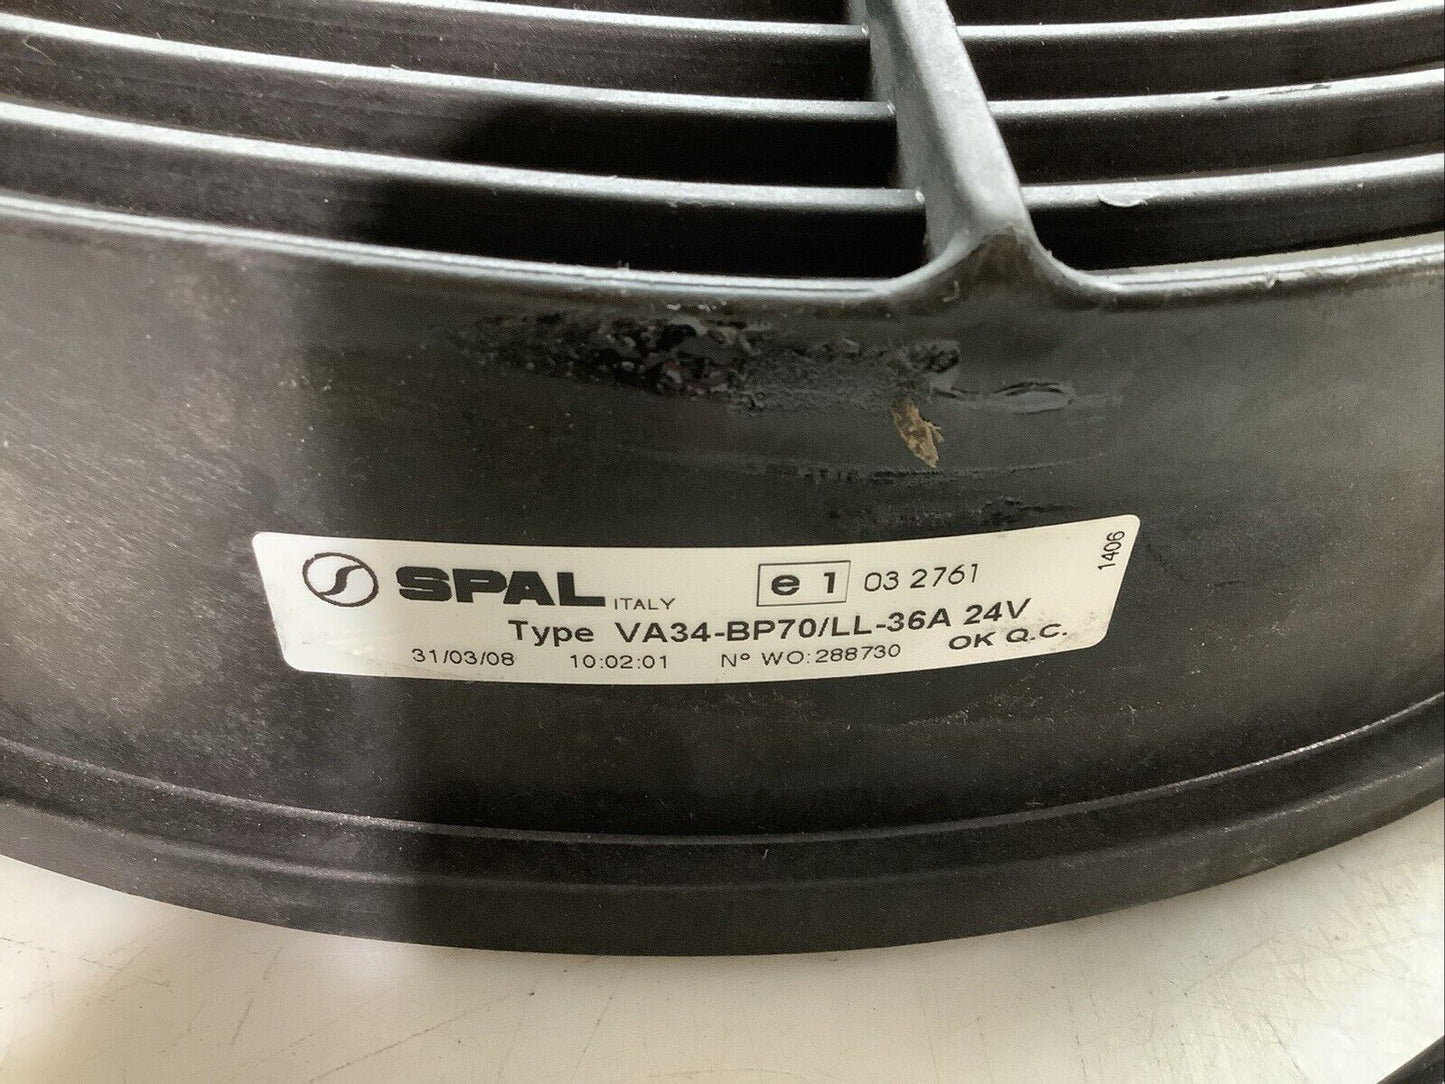 SPAL ITALY e 1 03 2761
Type VA34-BP70/LL-36A 24V
31/03/08 10:02:01 Nº WO:288730 OK Q.C.
1406